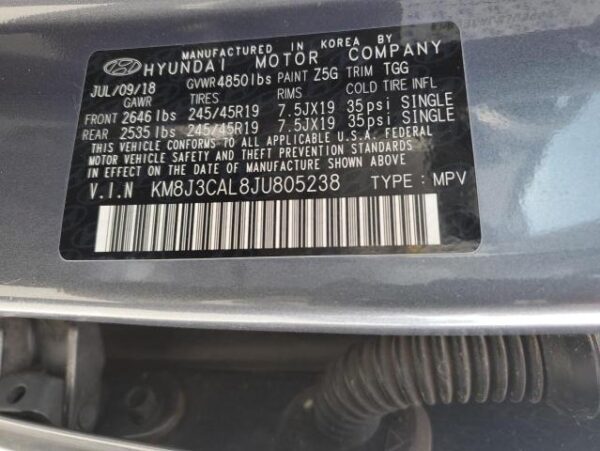 MANUFACTURED IN KOREA BY
HYUNDAI MOTOR COMPANY
JUL/09/18 GVWR 4850lbs PAINT Z5G TRIM TGG
GAWR TIRES RIMS COLD TIRE INFL
FRONT 2646 lbs 245/45R19 7.5JX19 35psi SINGLE
REAR 2535 lbs 245/45R19 7.5JX19 35psi SINGLE
THIS VEHICLE CONFORMS TO ALL APPLICABLE U.S.A. FEDERAL
MOTOR VEHICLE SAFETY AND THEFT PREVENTION STANDARDS
IN EFFECT ON THE DATE OF MANUFACTURE SHOWN ABOVE.
V.I.N KM8J3CAL8JU805238 TYPE : MPV